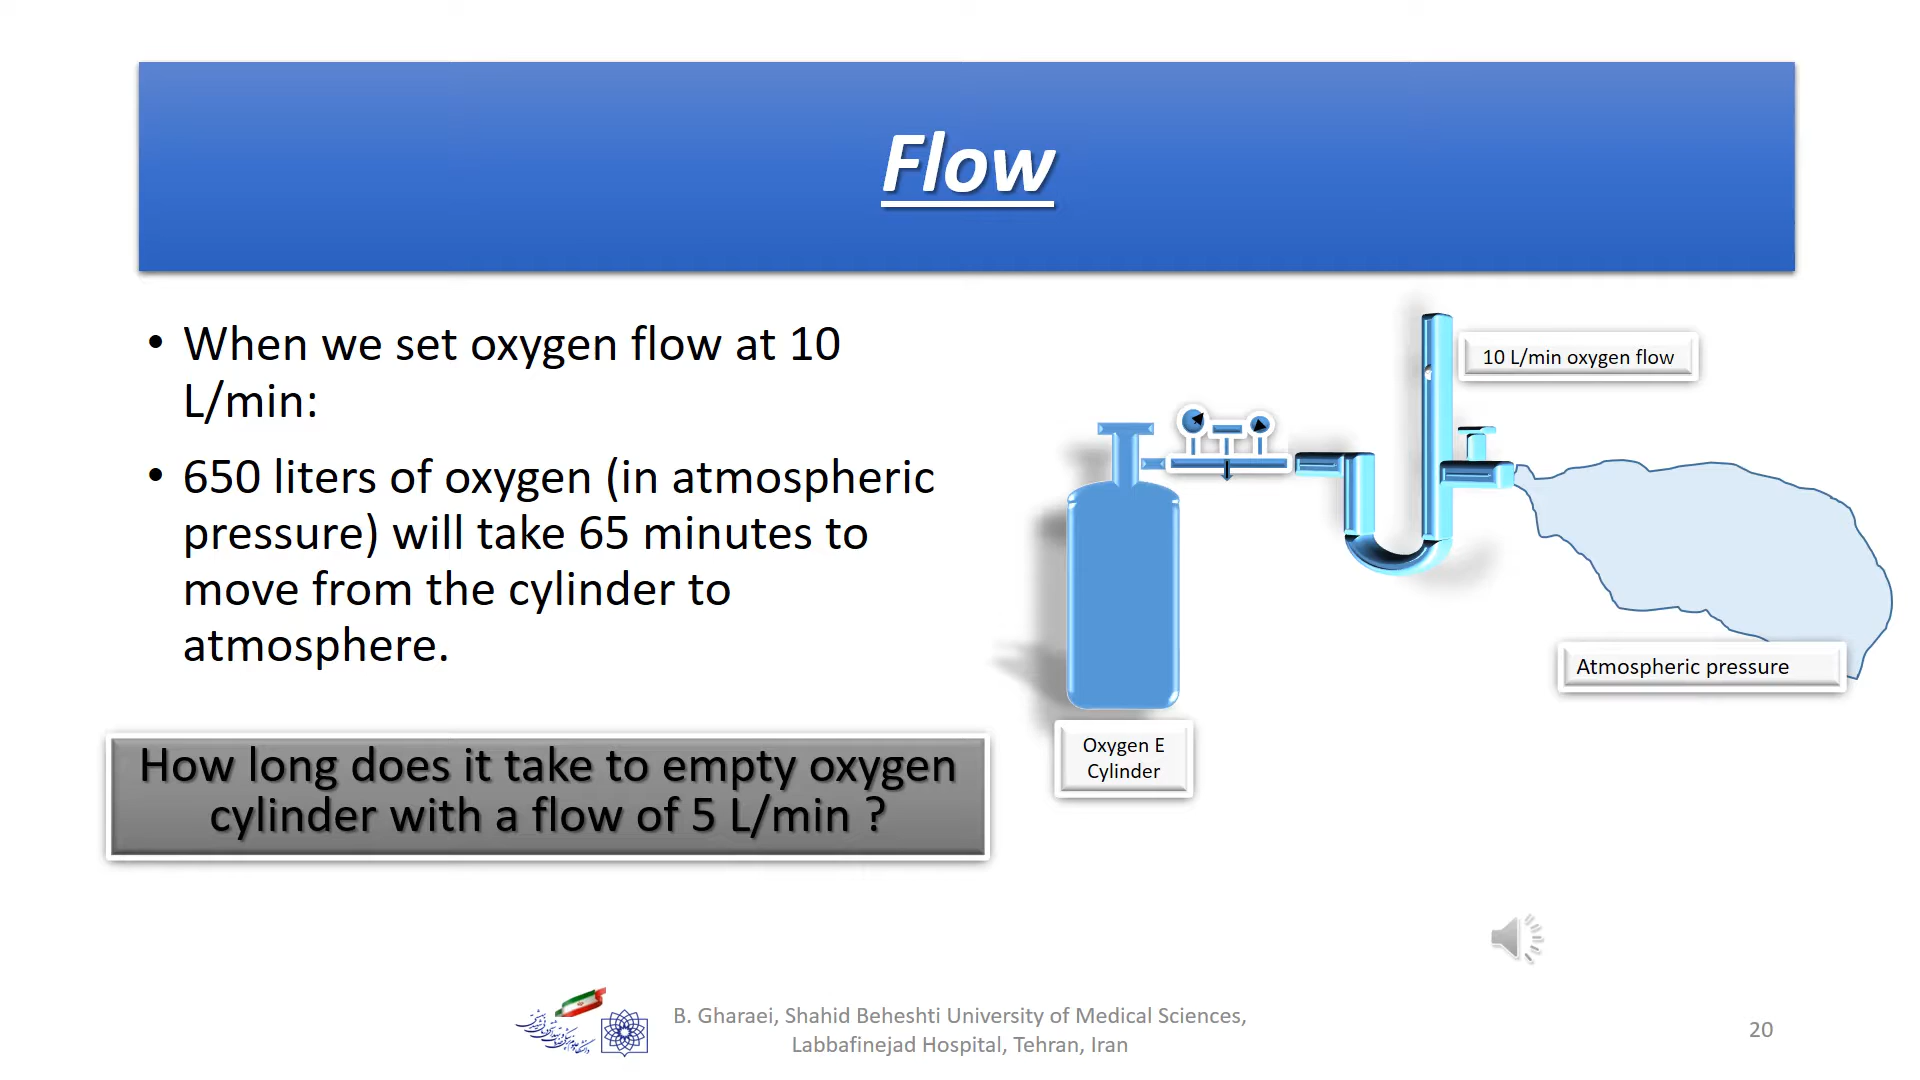 Flow
• When we set oxygen flow at 10
L/min:
• 650 liters of oxygen (in atmospheric
pressure) will take 65 minutes to
move from the cylinder to
atmosphere.
How long does it take to empty oxygen
cylinder with a flow of 5 L/min ?
10 L/min oxygen flow
Atmospheric pressure
Oxygen E
Cylinder
B. Gharaei, Shahid Beheshti University of Medical Sciences,
Labbafinejad Hospital, Tehran, Iran
20